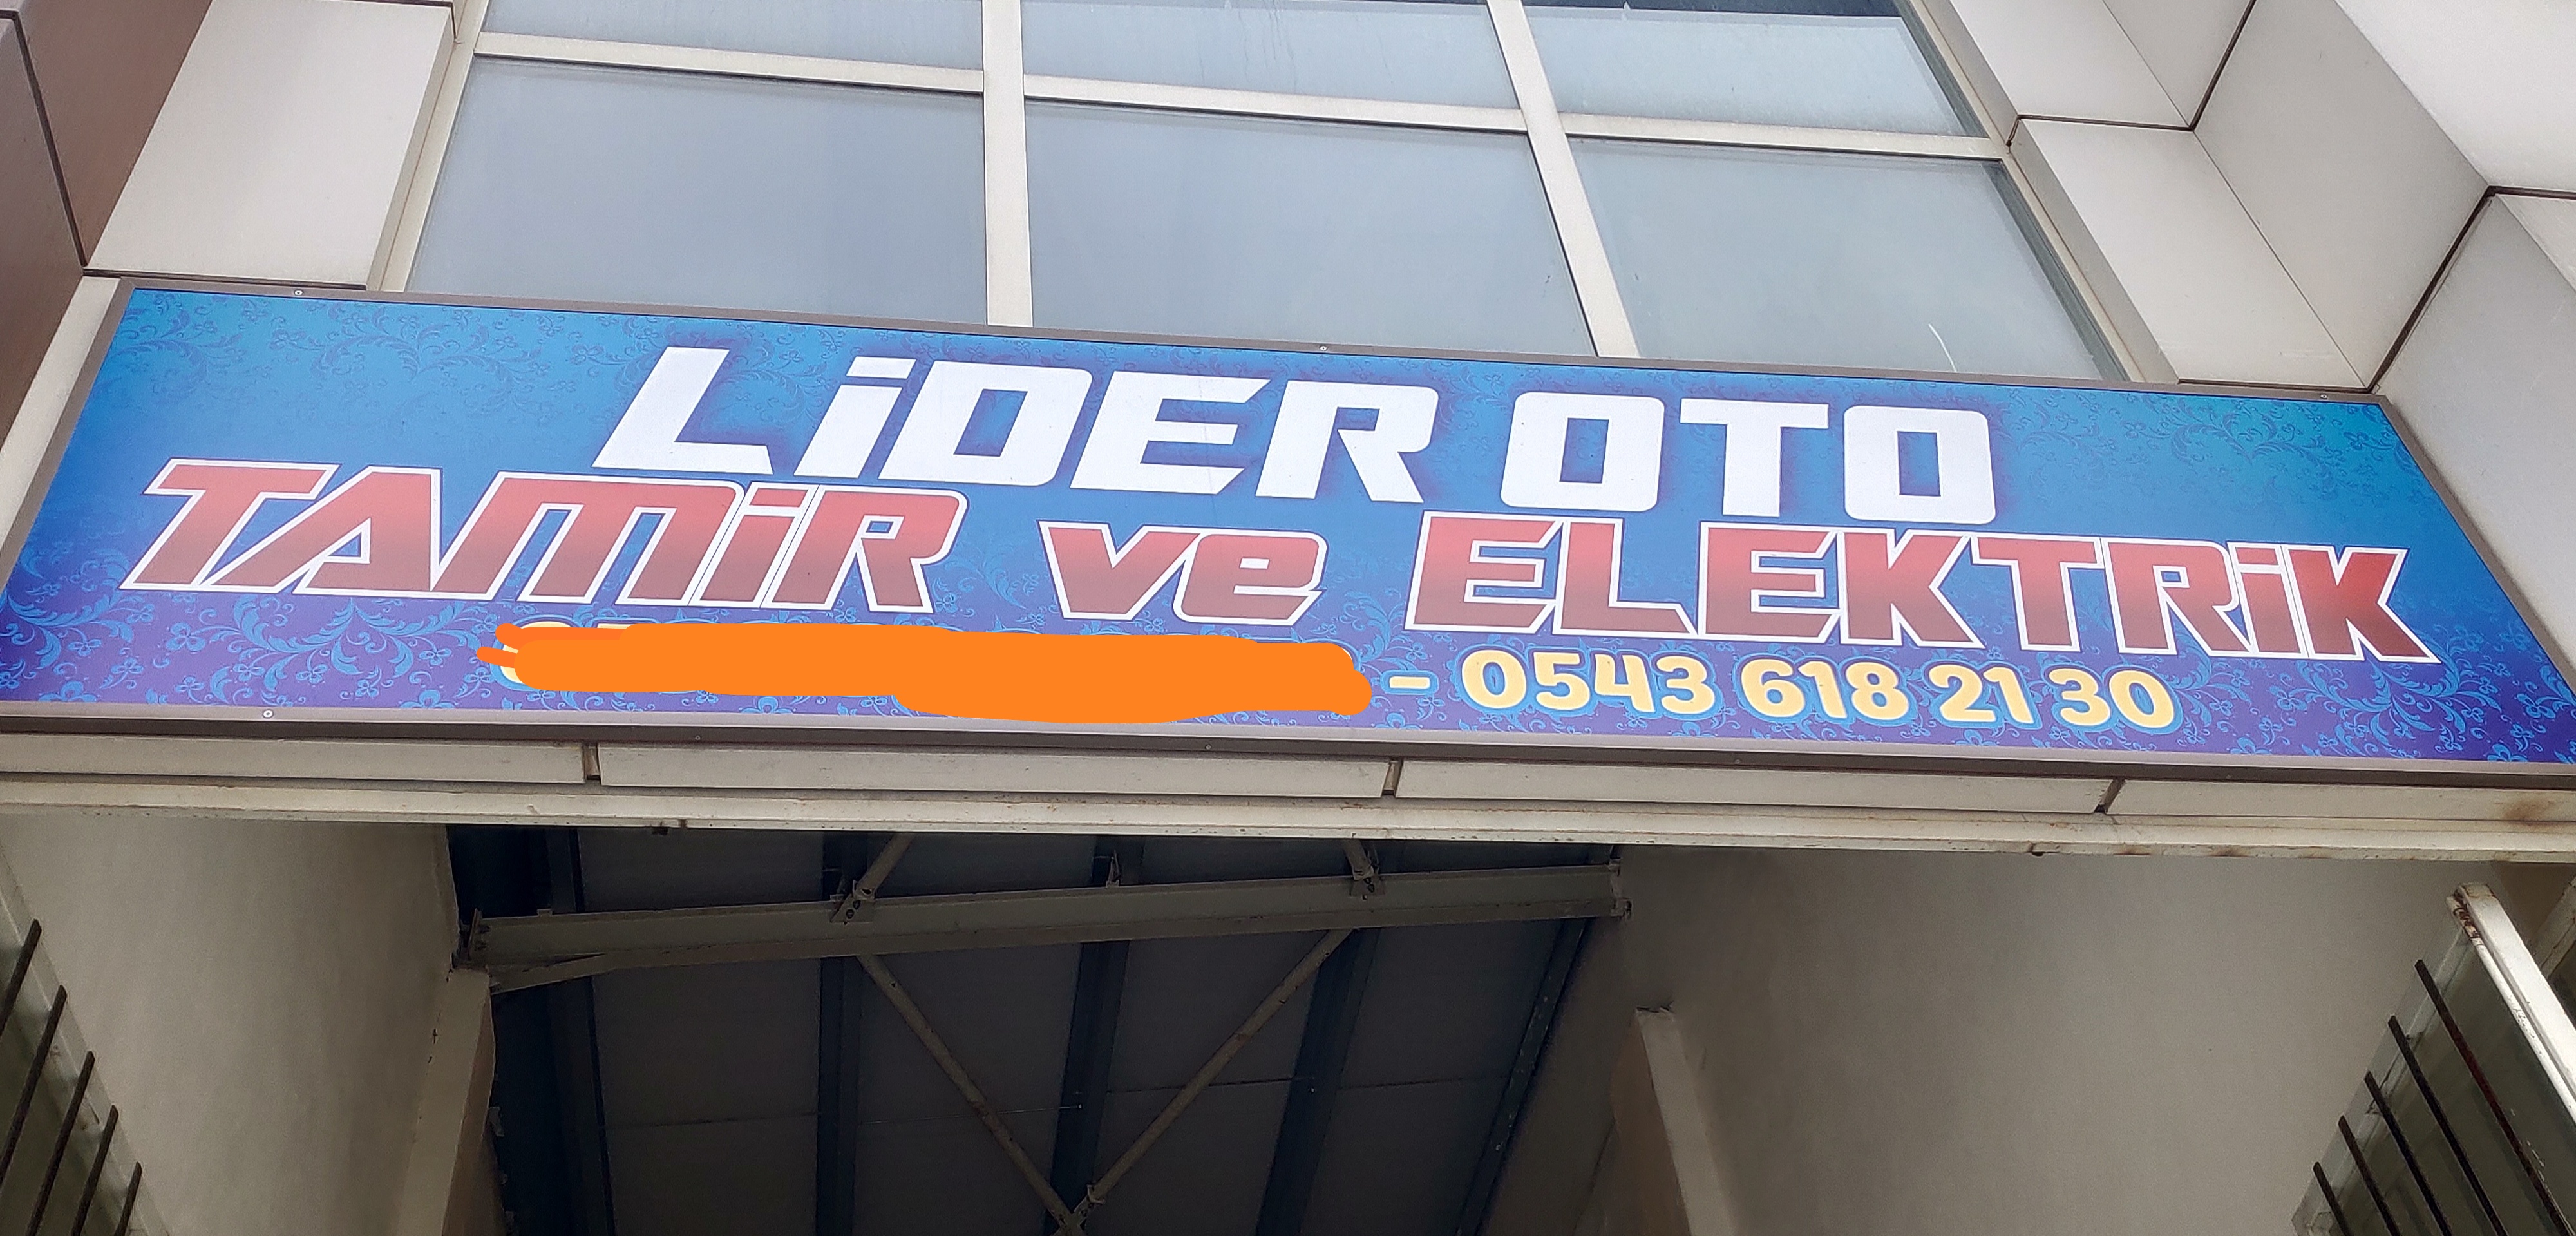 LİDER OTO
TAMİR ve ELEKTRİK
- 0543 618 21 30